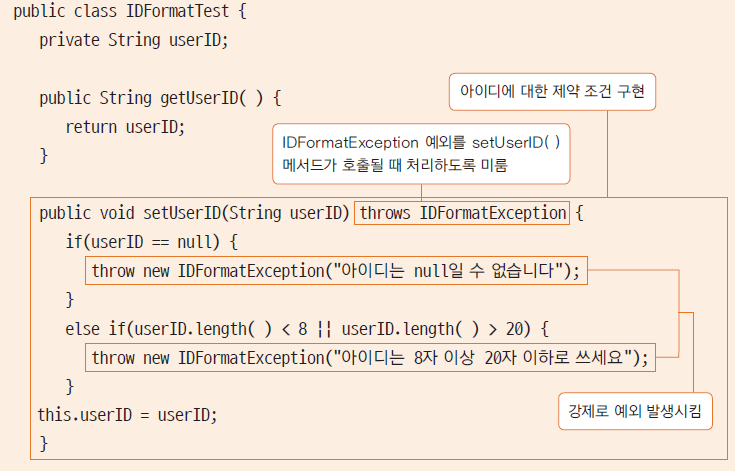 public class IDFormatTest {
private String userID;
public String getUserID( ) {
아이디에 대한 제약 조건 구현
return userID;
IDFormatException 예외를 setUserID( )
메서드가 호출될 때 처리하도록 미룸
}
public void setUserID(String userID) throws IDFormatException {
if(userID == null) {
throw new IDFormatException("아이디는 null일 수 없습니다");
}
else if(userID.length( ) < 8 || userID.length( ) > 20) {
throw new IDFormatException("아이디는 8자 이상 20자 이하로 쓰세요");
}
강제로 예외 발생시킴
this.userID = userID;
}